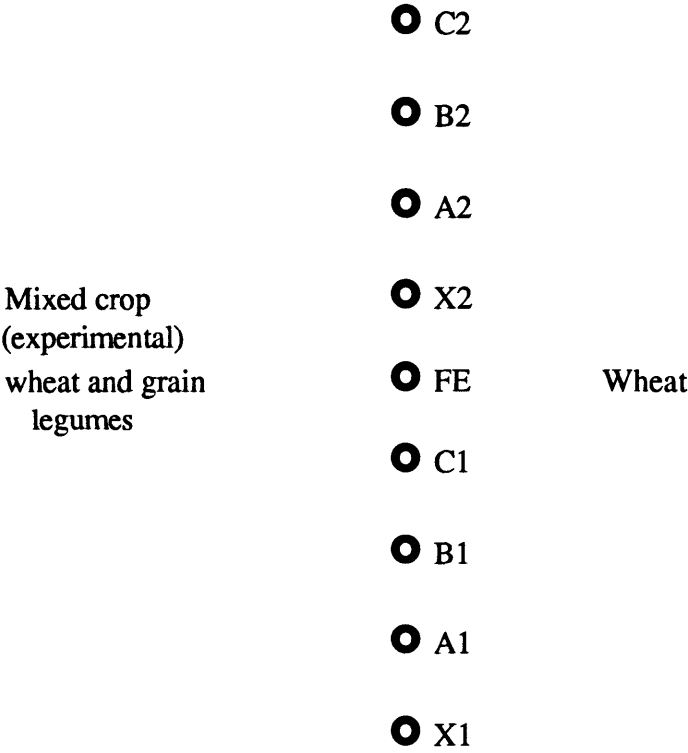 C2
B2
A2
Mixed crop
(experimental)
wheat and grain
legumes
X2
FE
Wheat
C1
B1
A1
X1